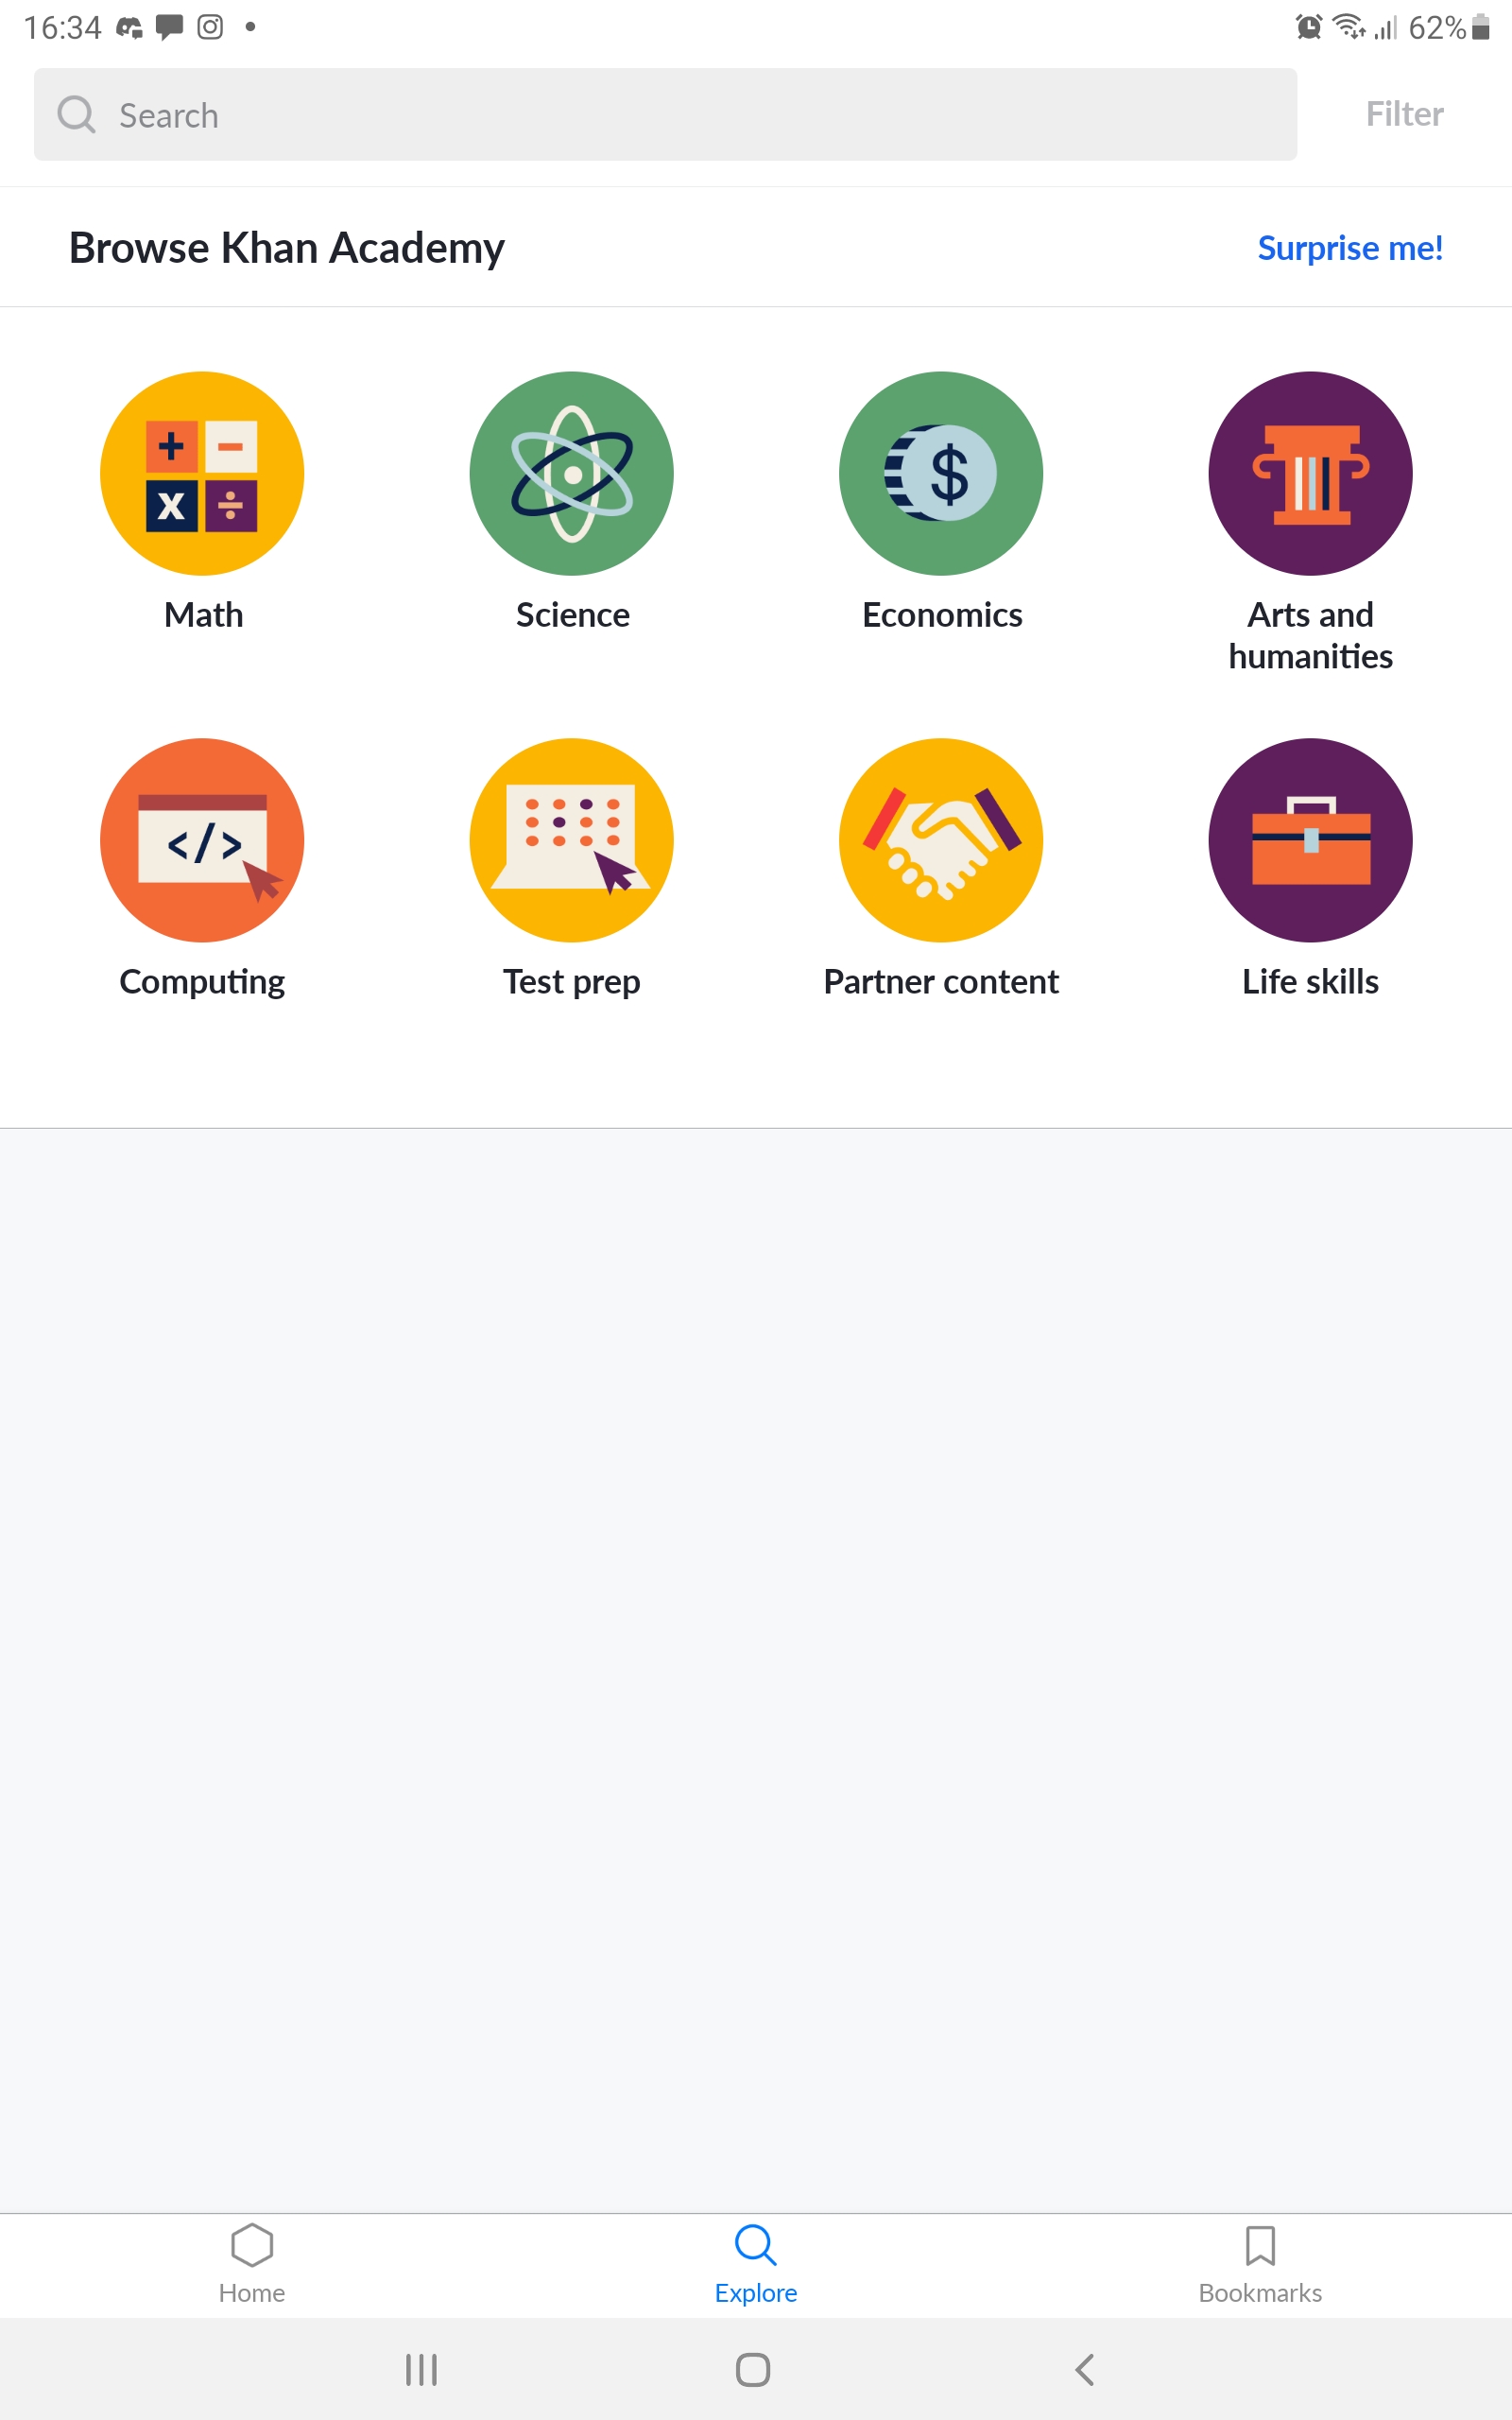 16:34
62%
Search
Filter
Browse Khan Academy
Surprise me!
+ −
x ÷
$
Math
Science
Economics
Arts and
humanities
</>
Computing
Test prep
Partner content
Life skills
Home
Explore
Bookmarks